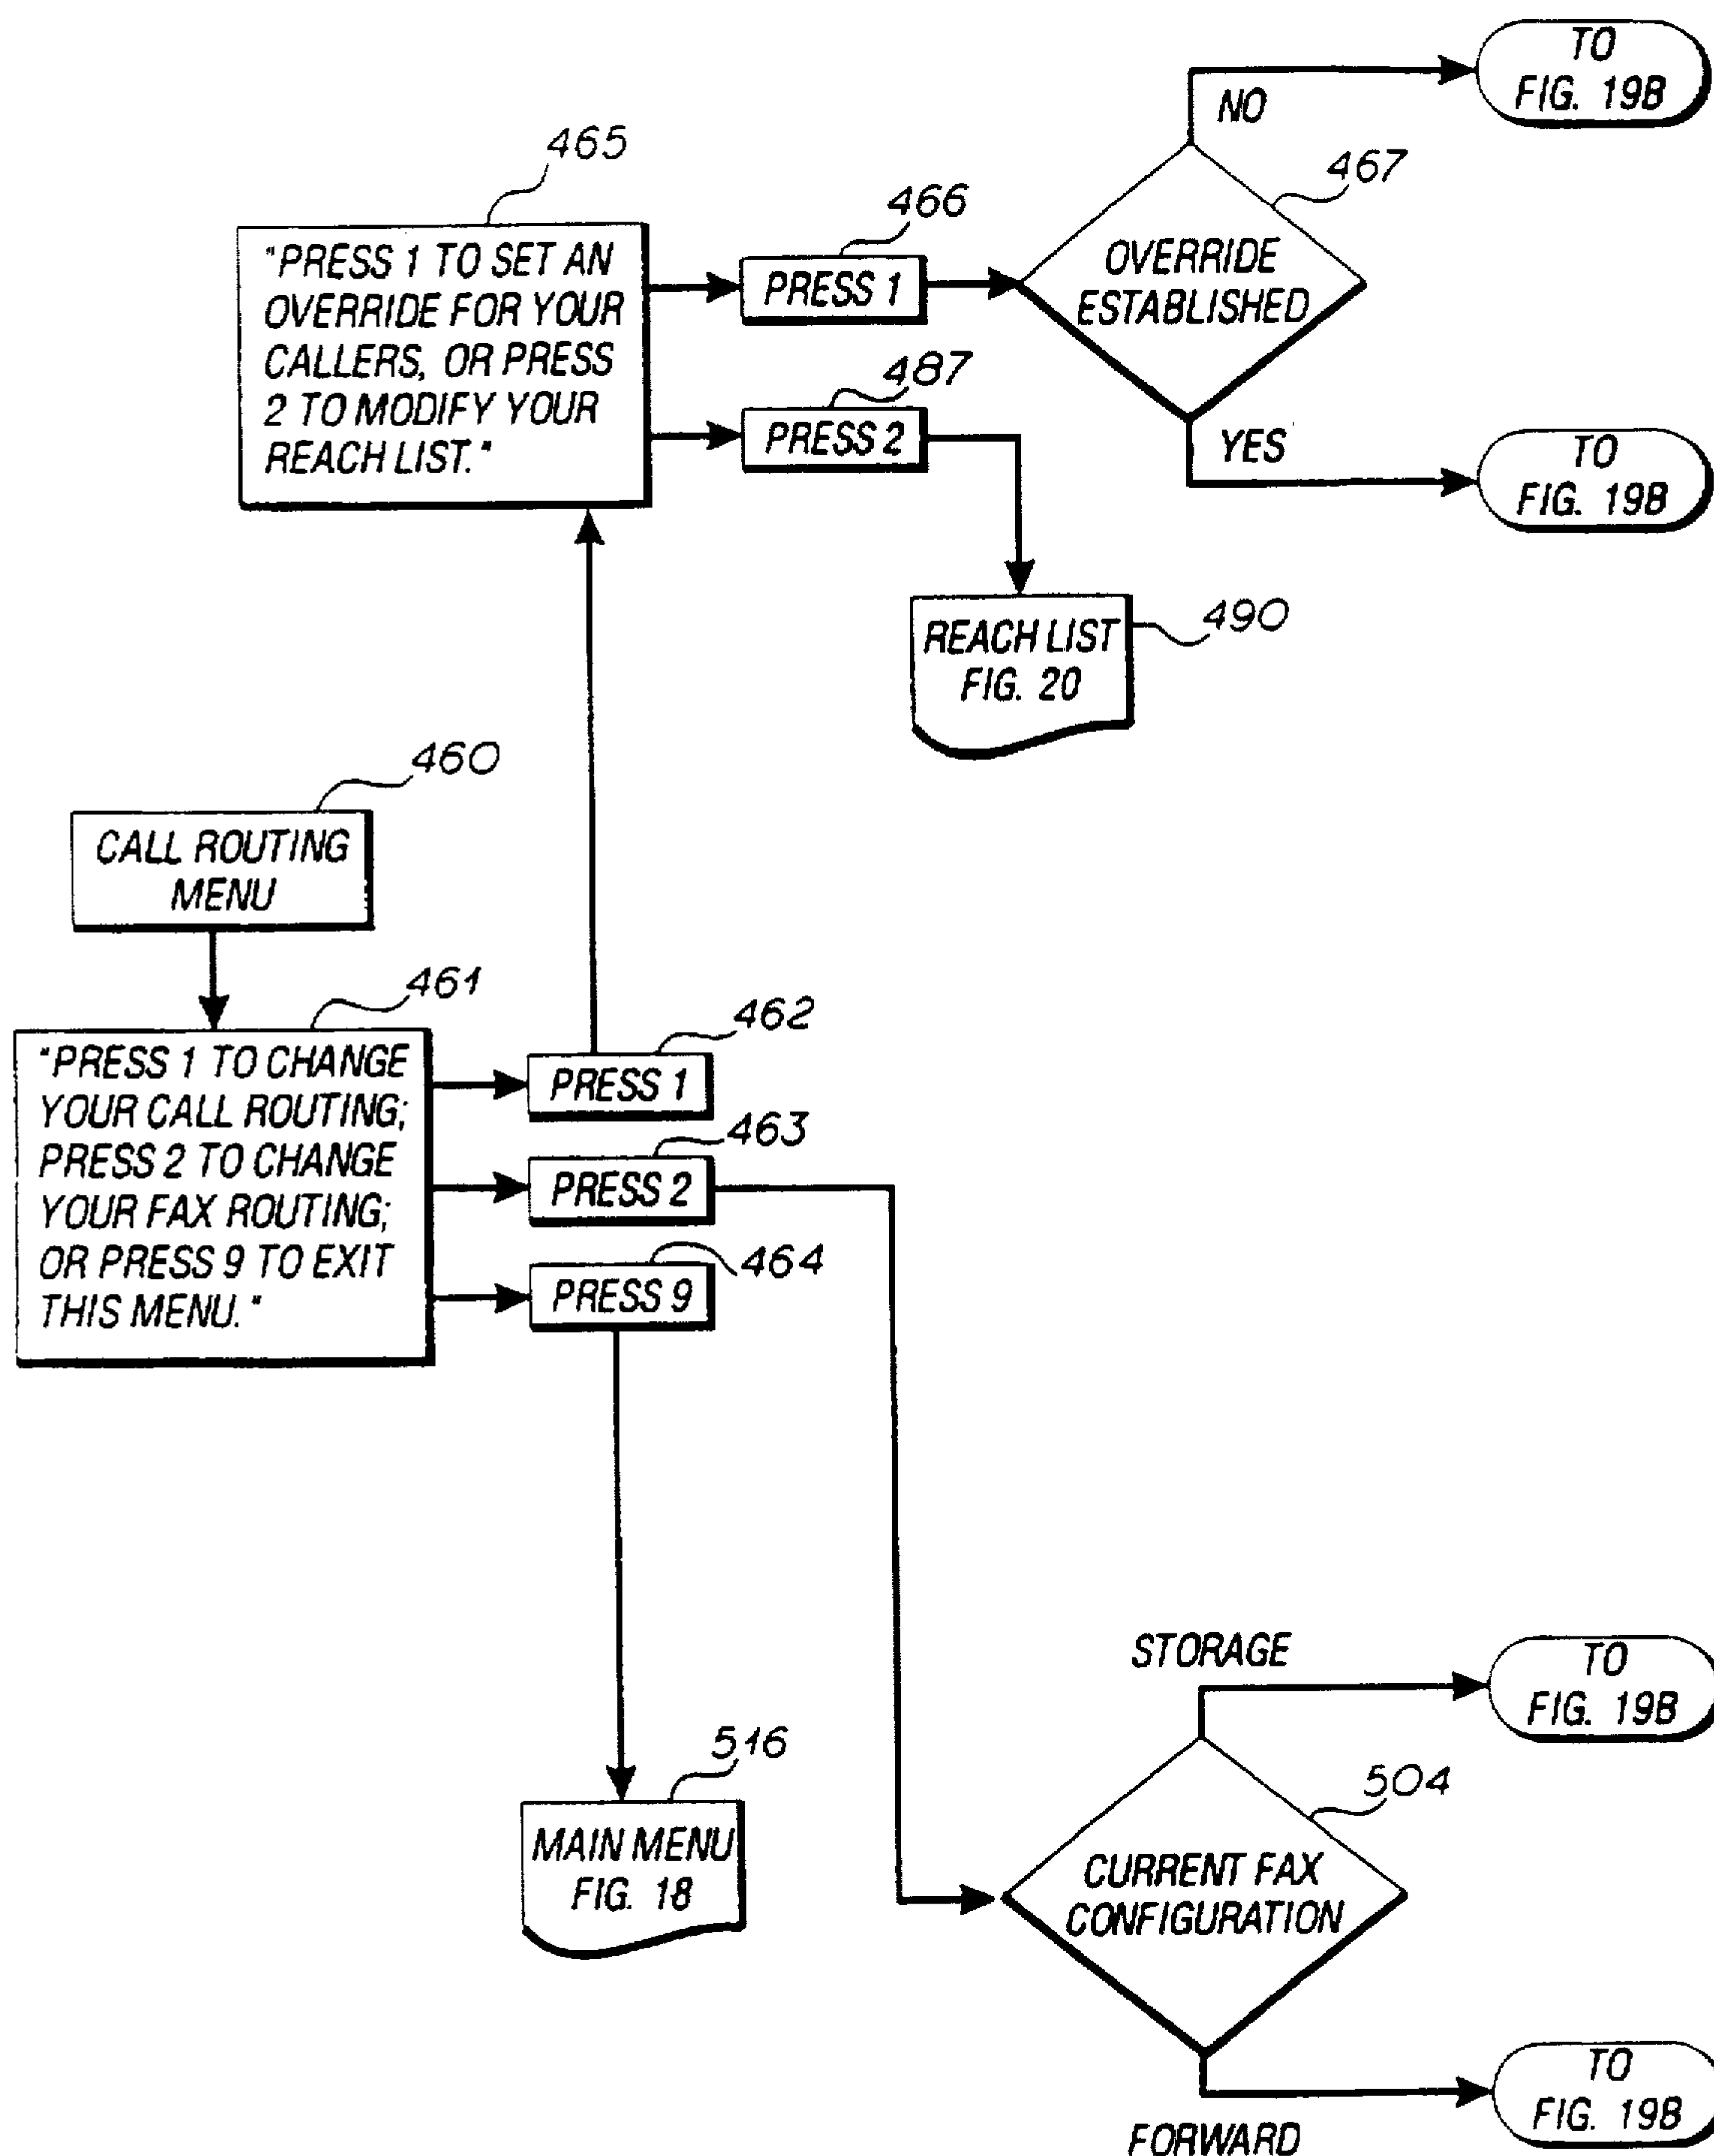 TO
FIG. 19B
NO
465
467
466
"PRESS 1 TO SET AN
OVERRIDE FOR YOUR
CALLERS, OR PRESS
2 TO MODIFY YOUR
REACH LIST."
PRESS 1
OVERRIDE
ESTABLISHED
487
PRESS 2
YES
TO
FIG. 19B
490
REACH LIST
FIG. 20
460
CALL ROUTING
MENU
461
"PRESS 1 TO CHANGE
YOUR CALL ROUTING;
PRESS 2 TO CHANGE
YOUR FAX ROUTING;
OR PRESS 9 TO EXIT
THIS MENU."
462
PRESS 1
463
PRESS 2
464
PRESS 9
STORAGE
TO
FIG. 19B
516
MAIN MENU
FIG. 18
504
CURRENT FAX
CONFIGURATION
TO
FIG. 19B
FORWARD